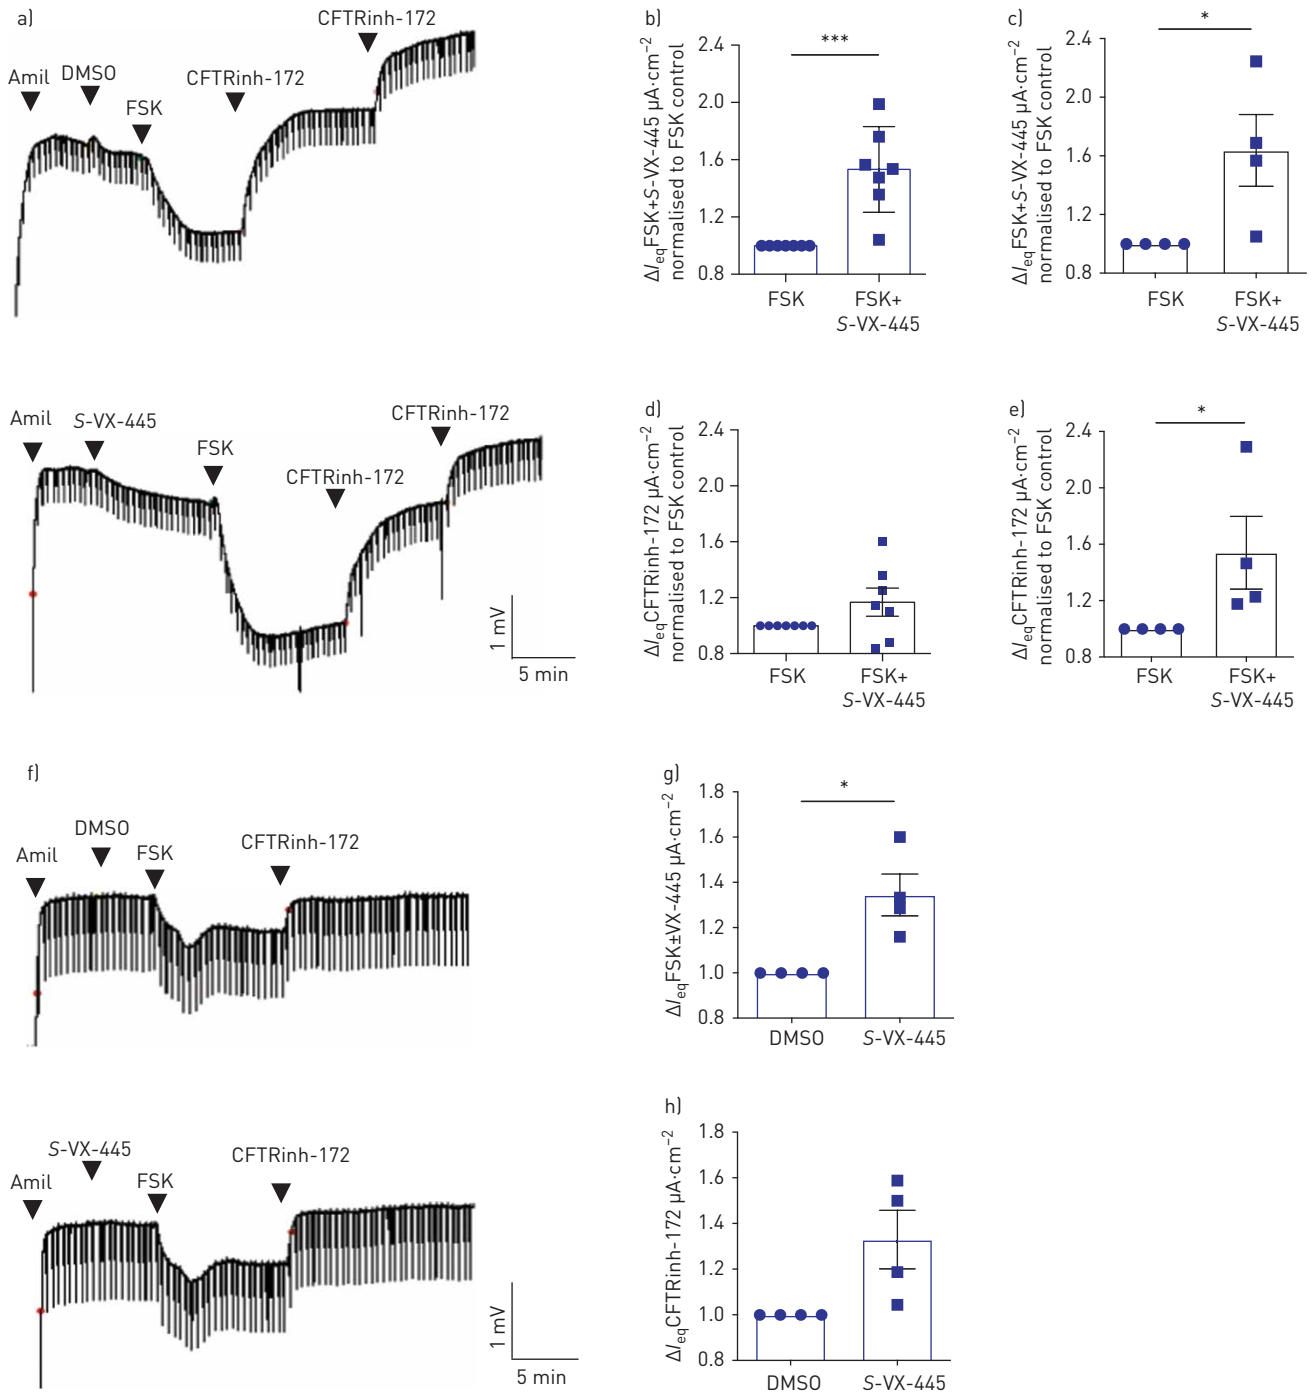 a)
Amil
DMSO
FSK
CFTRinh-172
CFTRinh-172
b)
ΔIeqFSK+S-VX-445 µA·cm−2
normalised to FSK control
2.4
2.0
1.6
1.2
0.8
***
FSK
FSK+
S-VX-445
c)
ΔIeqFSK+S-VX-445 µA·cm−2
normalised to FSK control
2.4
2.0
1.6
1.2
0.8
*
FSK
FSK+
S-VX-445
Amil
S-VX-445
FSK
CFTRinh-172
CFTRinh-172
1 mV
5 min
d)
ΔIeqCFTRinh-172 µA·cm−2
normalised to FSK control
2.4
2.0
1.6
1.2
0.8
FSK
FSK+
S-VX-445
e)
ΔIeqCFTRinh-172 µA·cm−2
normalised to FSK control
2.4
2.0
1.6
1.2
0.8
*
FSK
FSK+
S-VX-445
f)
Amil
DMSO
FSK
CFTRinh-172
g)
ΔIeqFSK±VX-445 µA·cm−2
1.8
1.6
1.4
1.2
1.0
0.8
*
DMSO
S-VX-445
Amil
S-VX-445
FSK
CFTRinh-172
1 mV
5 min
h)
ΔIeqCFTRinh-172 µA·cm−2
1.8
1.6
1.4
1.2
1.0
0.8
DMSO
S-VX-445